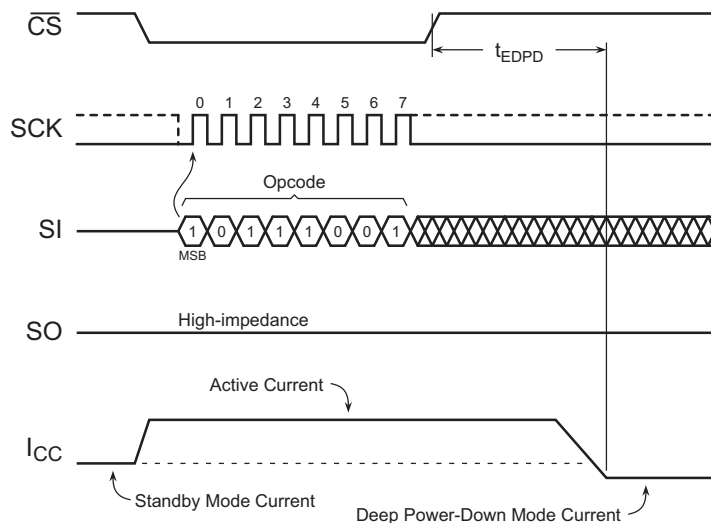 CS
tEDPD
0 1 2 3 4 5 6 7
SCK
Opcode
SI
1 0 1 1 1 0 0 1
MSB
High-impedance
SO
Active Current
ICC
Standby Mode Current
Deep Power-Down Mode Current